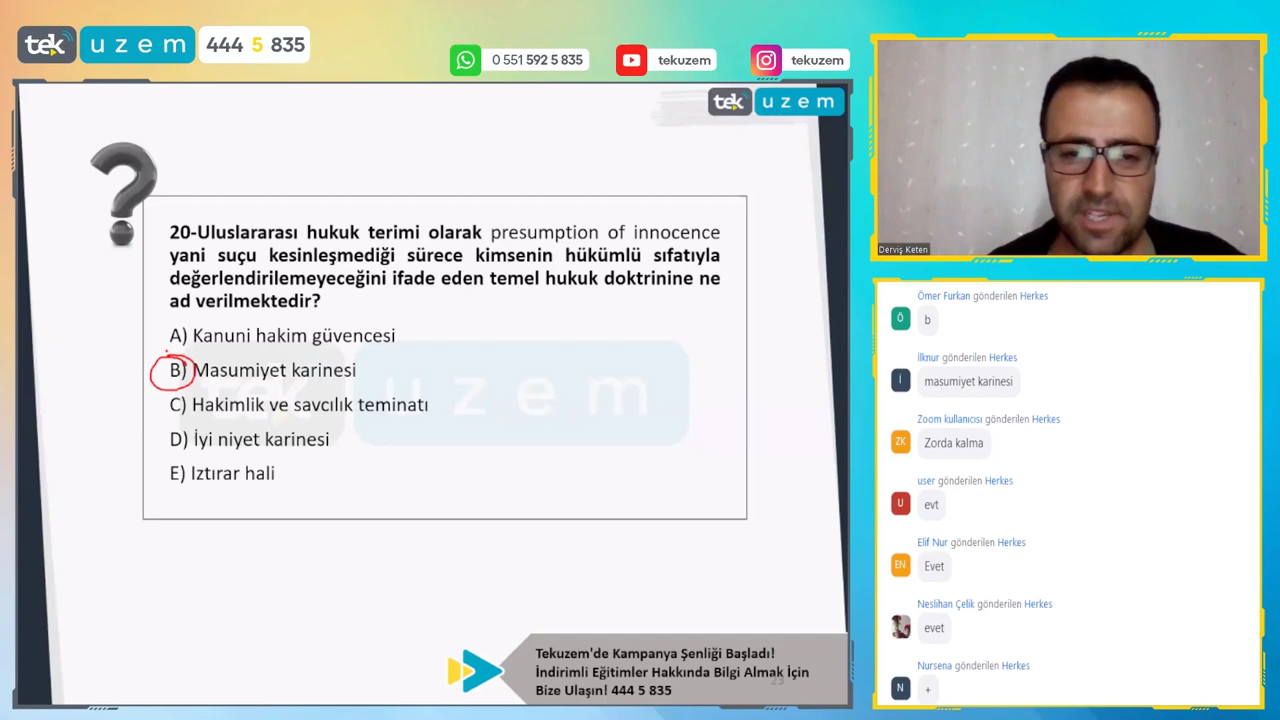 tek uzem 444 5 835
0 551 592 5 835
tekuzem
tekuzem
tek uzem
20-Uluslararası hukuk terimi olarak presumption of innocence
yani suçu kesinleşmediği sürece kimsenin hükümlü sıfatıyla
değerlendirilemeyeceğini ifade eden temel hukuk doktrinine ne
ad verilmektedir?
A) Kanuni hakim güvencesi
B) Masumiyet karinesi
C) Hakimlik ve savcılık teminatı
D) İyi niyet karinesi
E) Iztırar hali
tek uzem
Tekuzem'de Kampanya Şenliği Başladı!
İndirimli Eğitimler Hakkında Bilgi Almak İçin
Bize Ulaşın! 444 5 835
23
Derviş Keten
Ömer Furkan gönderilen Herkes
Ö
b
İlknur gönderilen Herkes
İ
masumiyet karinesi
Zoom kullanıcısı gönderilen Herkes
ZK
Zorda kalma
user gönderilen Herkes
U
evt
Elif Nur gönderilen Herkes
EN
Evet
Neslihan Çelik gönderilen Herkes
evet
Nursena gönderilen Herkes
N
+